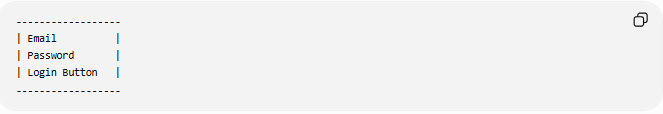 ------------------
| Email          |
| Password       |
| Login Button   |
------------------